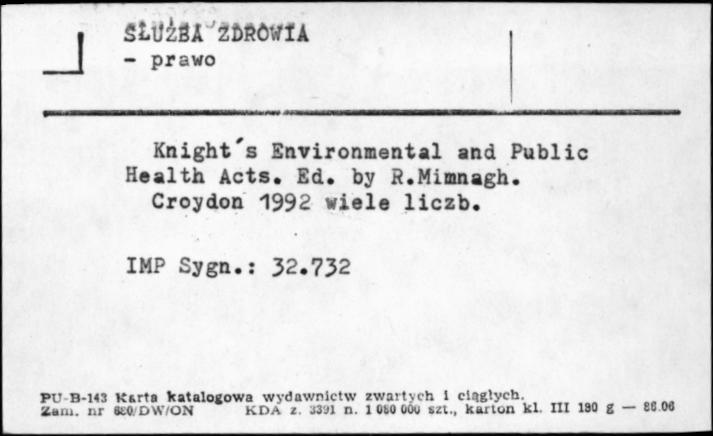 SŁUŻBA ZDROWIA
- prawo
Knight´s Environmental and Public
Health Acts. Ed. by R.Mimnagh.
Croydon 1992 wiele liczb.
IMP Sygn.: 32.732
PU-B-143 Karta katalogowa wydawnictw zwartych i ciągłych.
Zam. nr 680/DW/ON KDA z. 3391 n. 1 080 000 szt., karton kl. III 190 g — 86.06